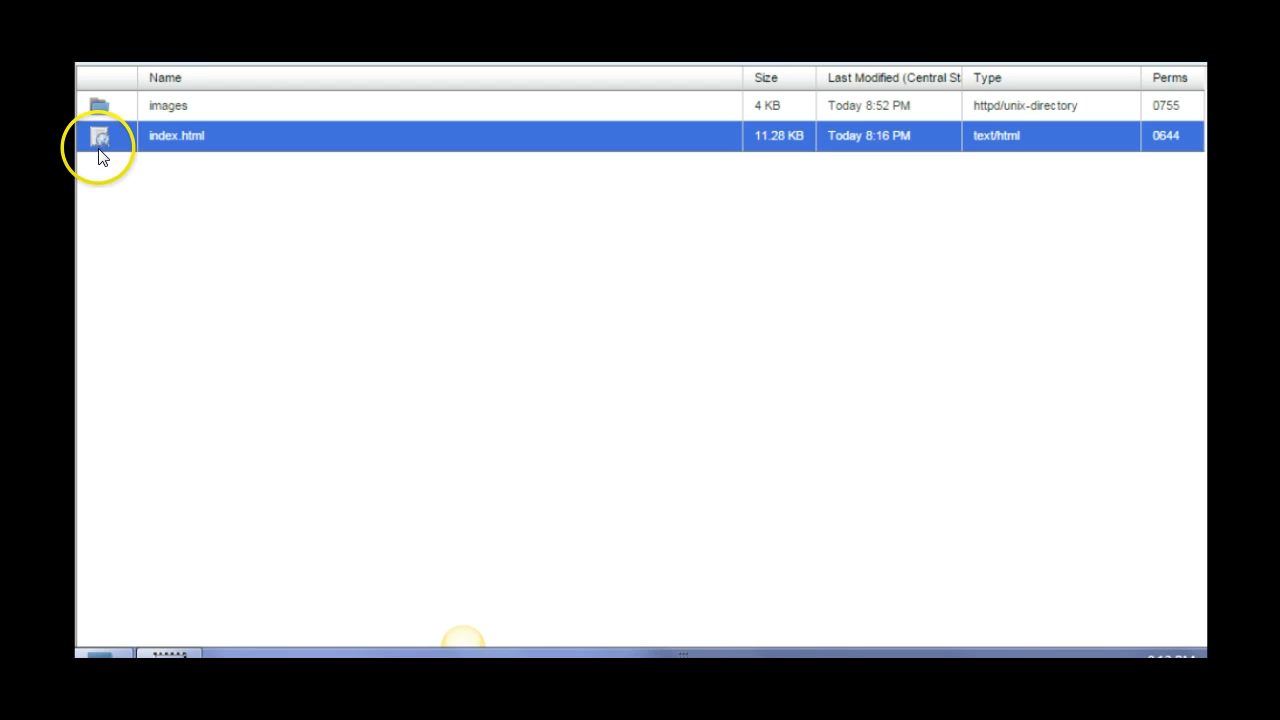 Name Size Last Modified (Central St Type Perms
images 4 KB Today 8:52 PM httpd/unix-directory 0755
index.html 11.28 KB Today 8:16 PM text/html 0644